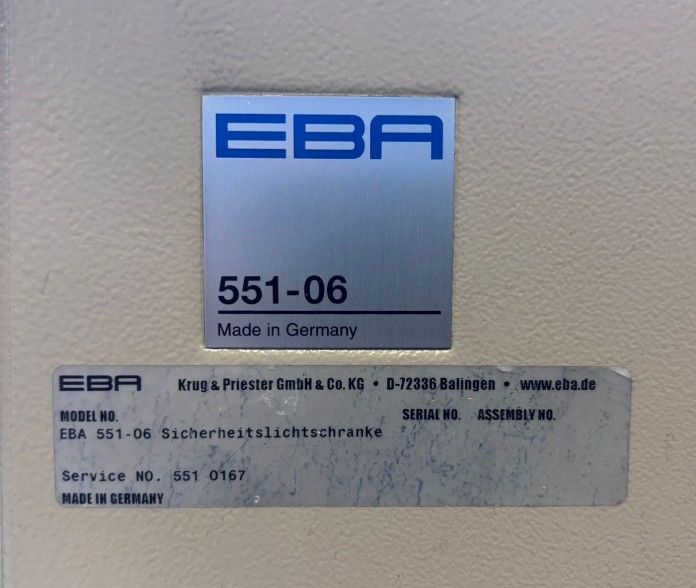 EBA
551-06
Made in Germany
EBA Krug & Priester GmbH & Co. KG • D-72336 Balingen • www.eba.de
MODEL NO. SERIAL NO. ASSEMBLY NO.
EBA 551-06 Sicherheitslichtschranke
Service NO. 551 0167
MADE IN GERMANY